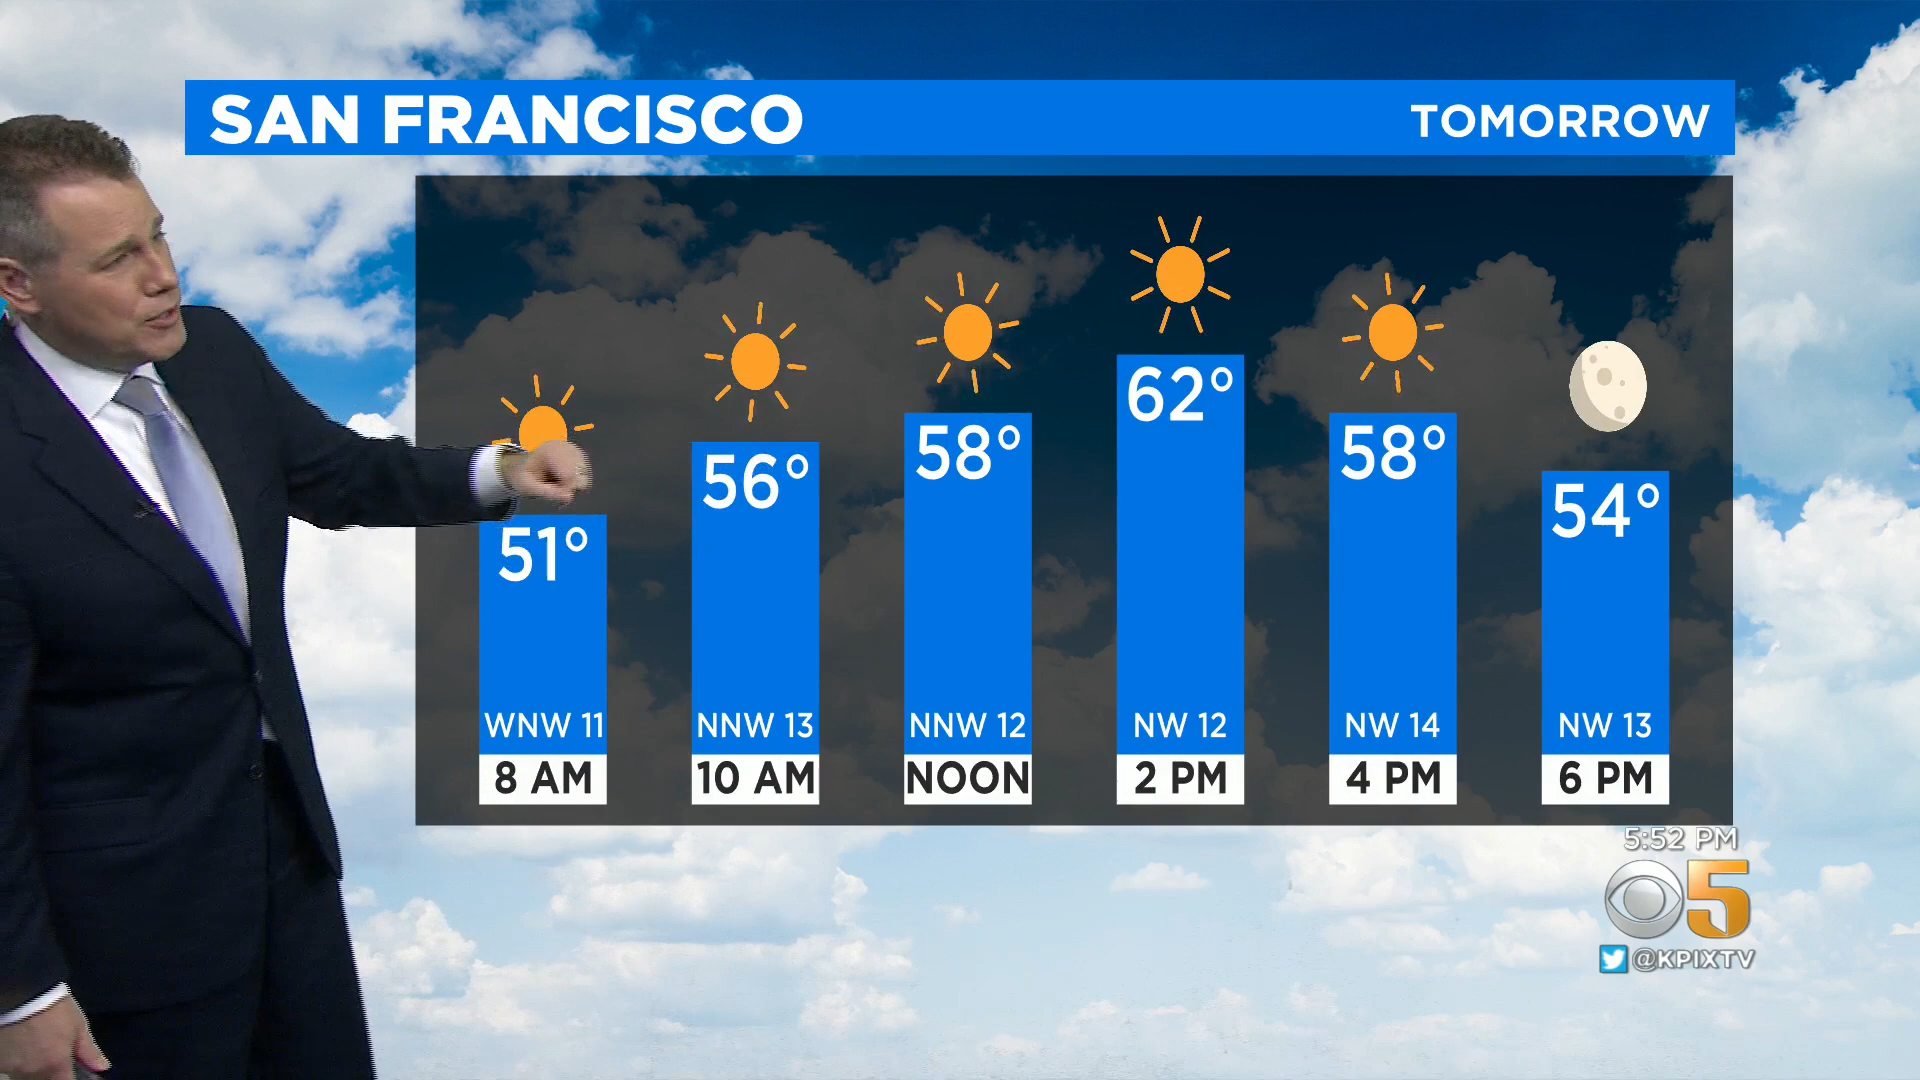 SAN FRANCISCO
TOMORROW
51° 56° 58° 62° 58° 54°
WNW 11 NNW 13 NNW 12 NW 12 NW 14 NW 13
8 AM 10 AM NOON 2 PM 4 PM 6 PM
5:52 PM
5
@KPIXTV